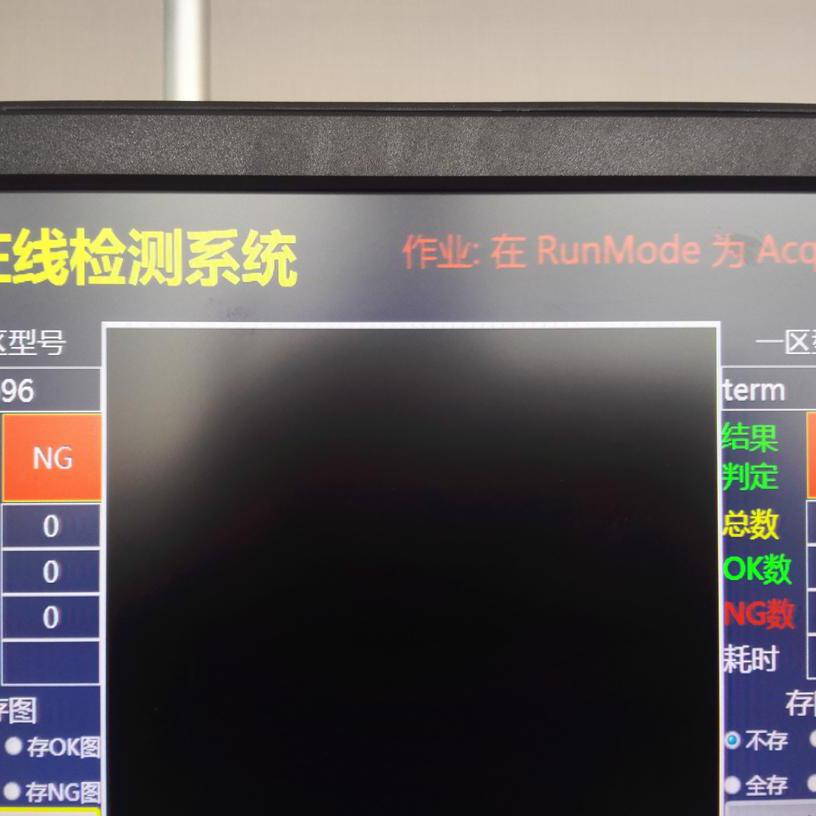 在线检测系统
作业: 在 RunMode 为 Acq
区型号
一区
96
term
NG
结果
判定
0
总数
0
OK数
0
NG数
耗时
存图
存
存OK图
不存
存NG图
全存